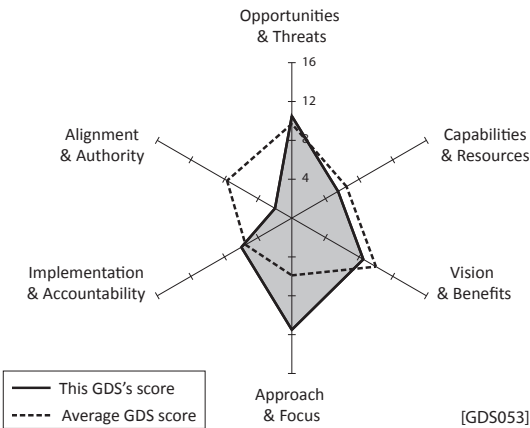 Opportunities
& Threats
16
12
8
4
Alignment
& Authority
Capabilities
& Resources
Implementation
& Accountability
Vision
& Benefits
Approach
& Focus
This GDS's score
Average GDS score
[GDS053]